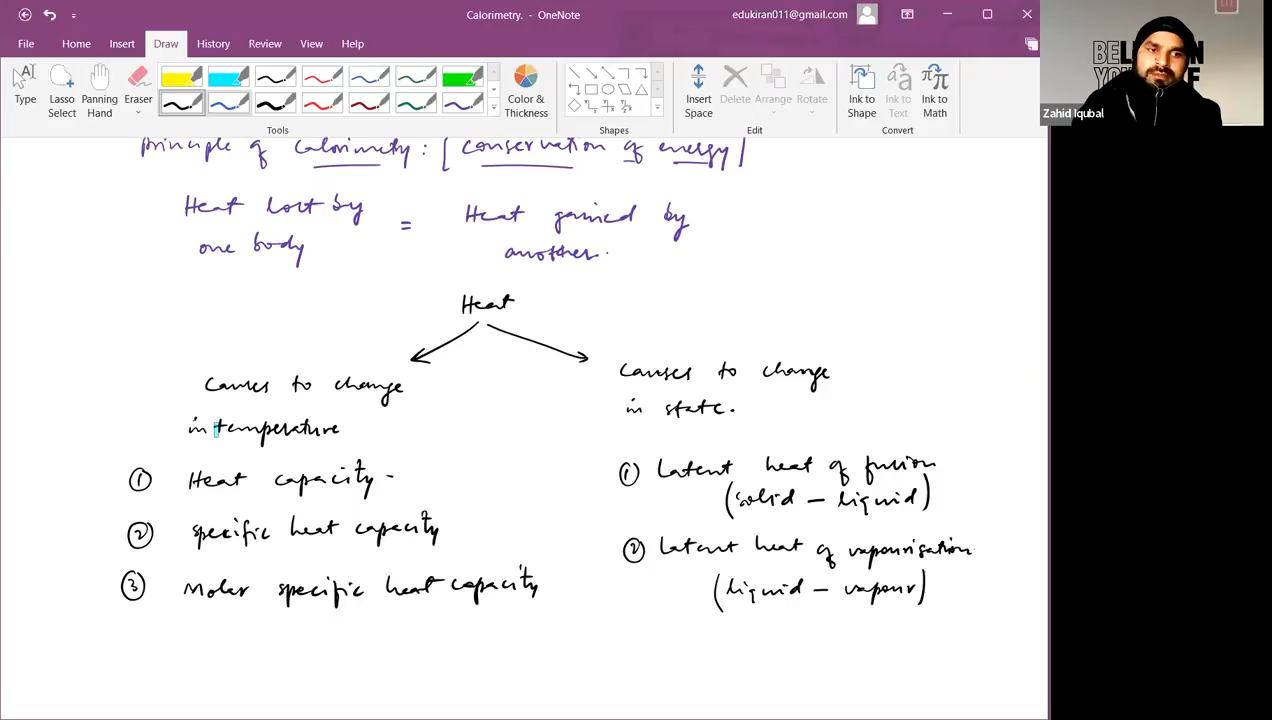 Calorimetry. - OneNote
edukiran011@gmail.com
File Home Insert Draw History Review View Help
Type
Lasso Select
Panning Hand
Eraser
Color & Thickness
Insert Space
Delete
Arrange
Rotate
Ink to Shape
Ink to Text
Ink to Math
Tools
Shapes
Edit
Convert
Zahid Iqbal
principle of Calorimety: [conservation of energy]
Heat lost by
one body
=
Heat gained by
another.
Heat
Causes to change
in temperature
① Heat capacity -
② specific heat capacity
③ Molar specific heat capacity
Causes to change
in state.
① Latent heat of fusion
(solid - liquid)
② Latent heat of vapourisation
(liquid - vapour)